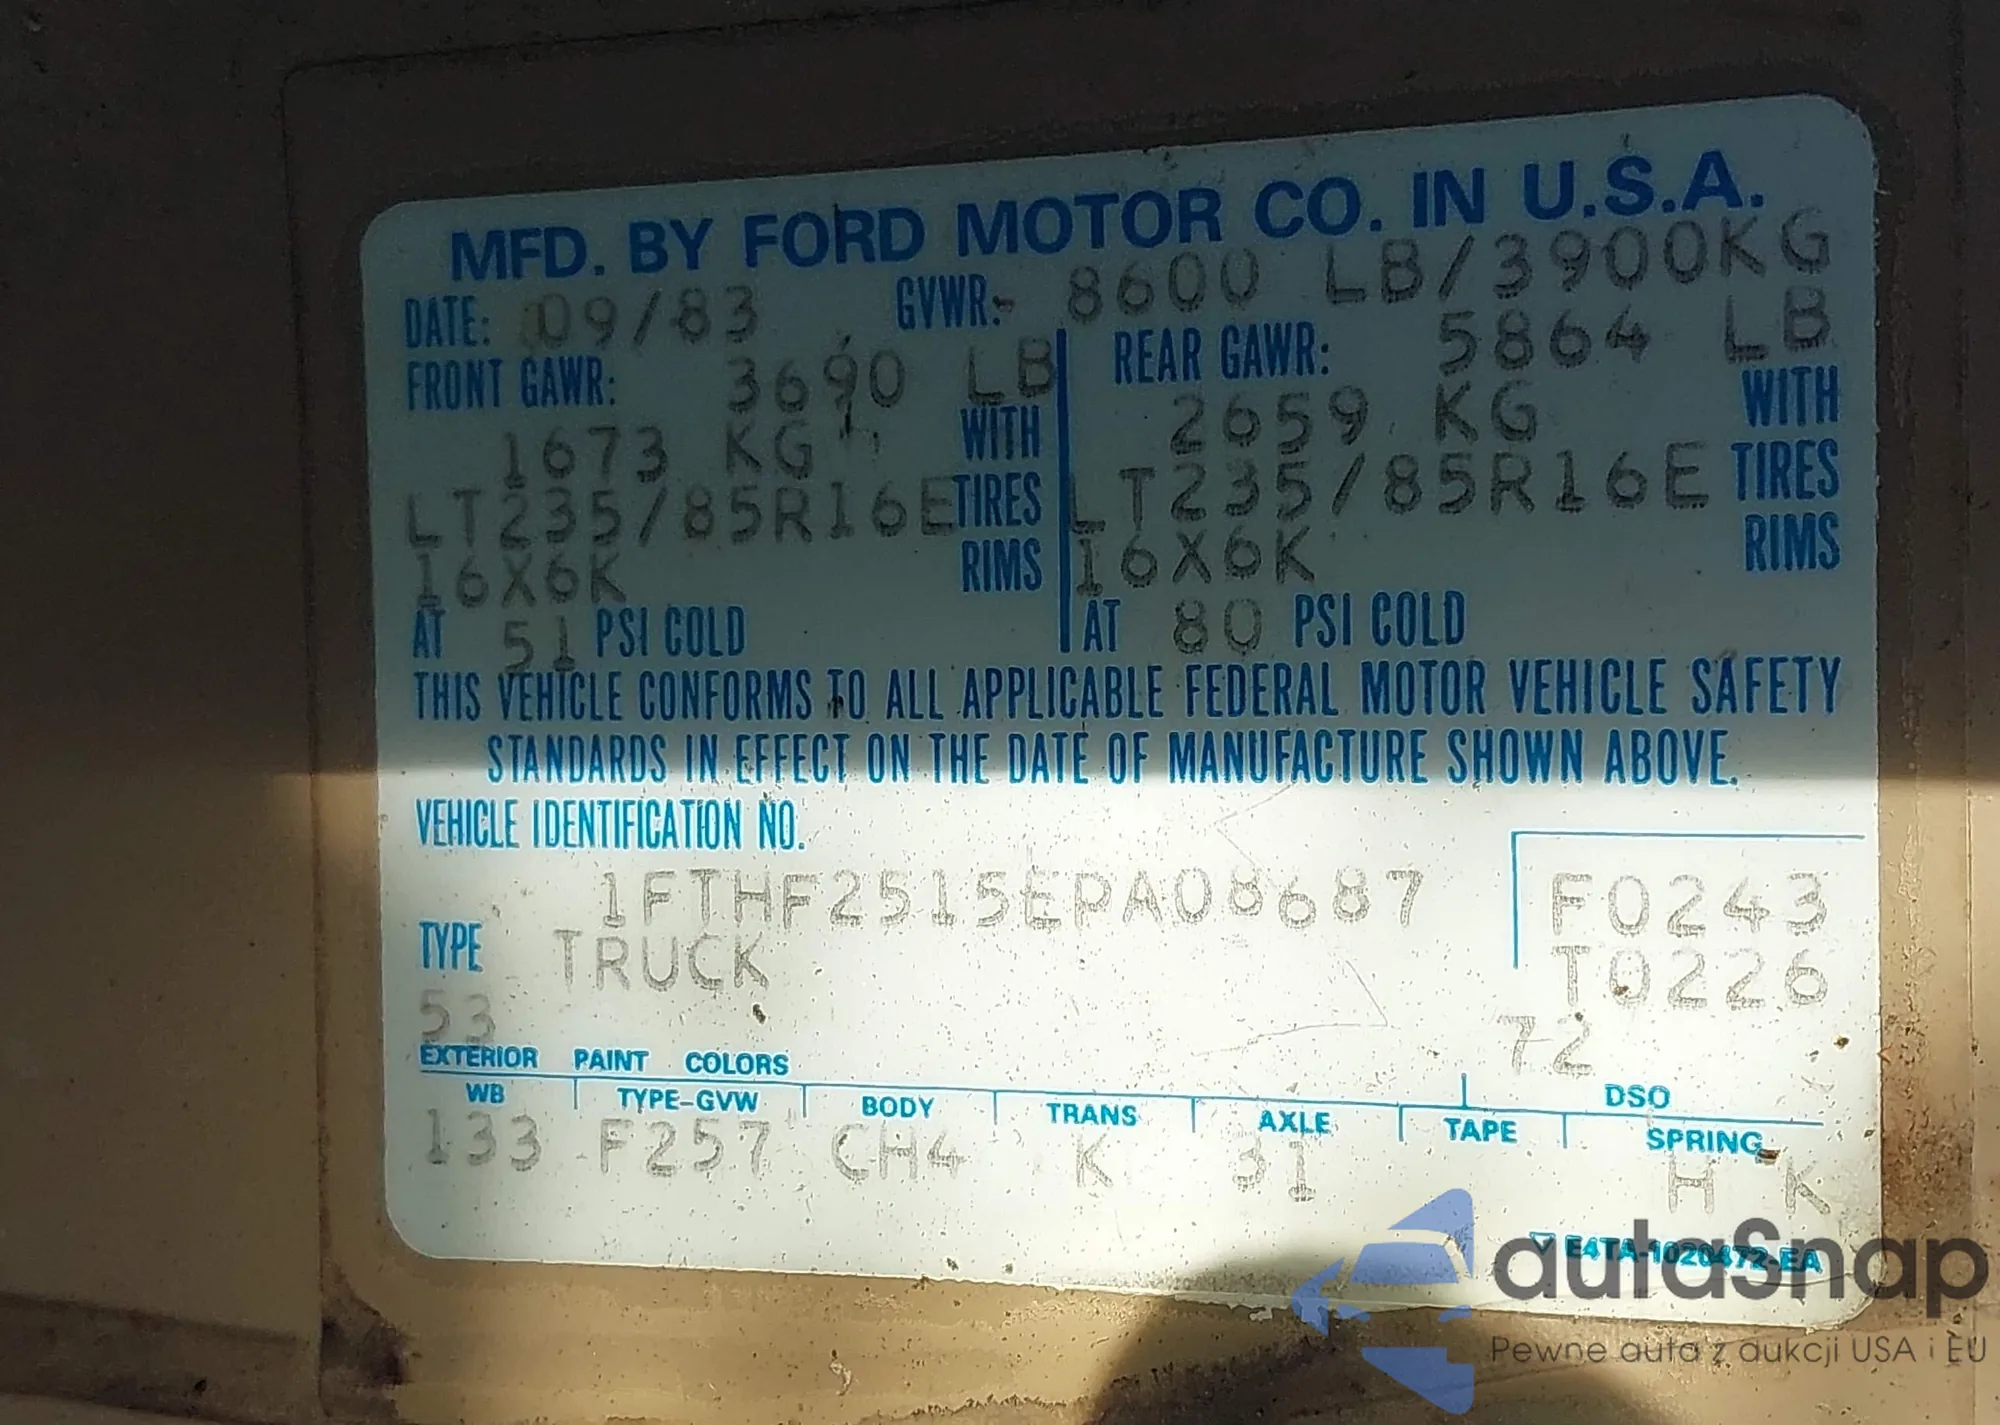 MFD. BY FORD MOTOR CO. IN U.S.A.
DATE: 09/83 GVWR: 8600 LB/3900KG
FRONT GAWR: 3690 LB REAR GAWR: 5864 LB
1673 KG WITH 2659 KG WITH
LT235/85R16E TIRES LT235/85R16E TIRES
16X6K RIMS 16X6K RIMS
AT 51 PSI COLD AT 80 PSI COLD
THIS VEHICLE CONFORMS TO ALL APPLICABLE FEDERAL MOTOR VEHICLE SAFETY
STANDARDS IN EFFECT ON THE DATE OF MANUFACTURE SHOWN ABOVE.
VEHICLE IDENTIFICATION NO.
1FTHF2515EPA08687 F0243
TYPE TRUCK T0226
53 72
EXTERIOR PAINT COLORS DSO
WB TYPE-GVW BODY TRANS AXLE TAPE SPRING
133 F257 CH4 K 31 H K
E4TA-1020472-EA
autaSnap
Pewne auta z aukcji USA i EU